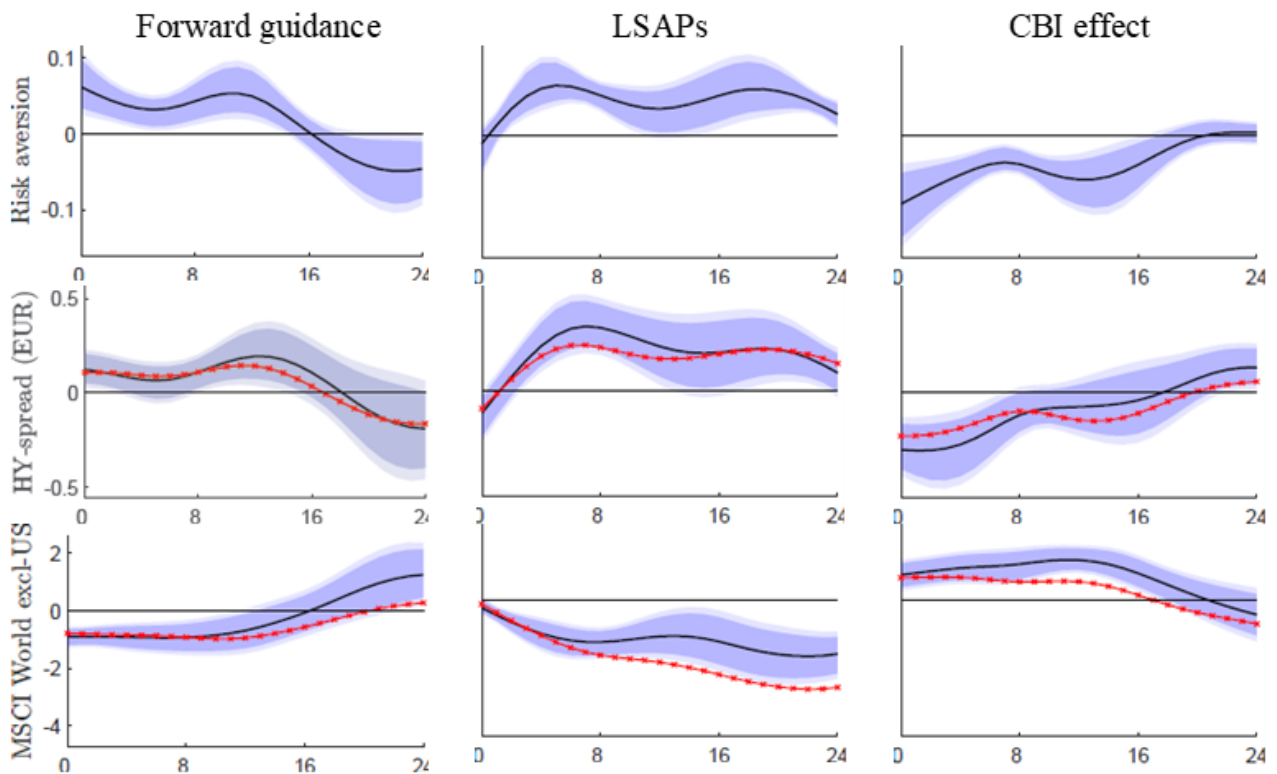 Forward guidance LSAPs CBI effect
Risk aversion
0.1
0
-0.1
0 8 16 24 0 8 16 24 0 8 16 24
HY-spread (EUR)
0.5
0
-0.5
0 8 16 24 0 8 16 24 0 8 16 24
MSCI World excl-US
2
0
-2
-4
0 8 16 24 0 8 16 24 0 8 16 24